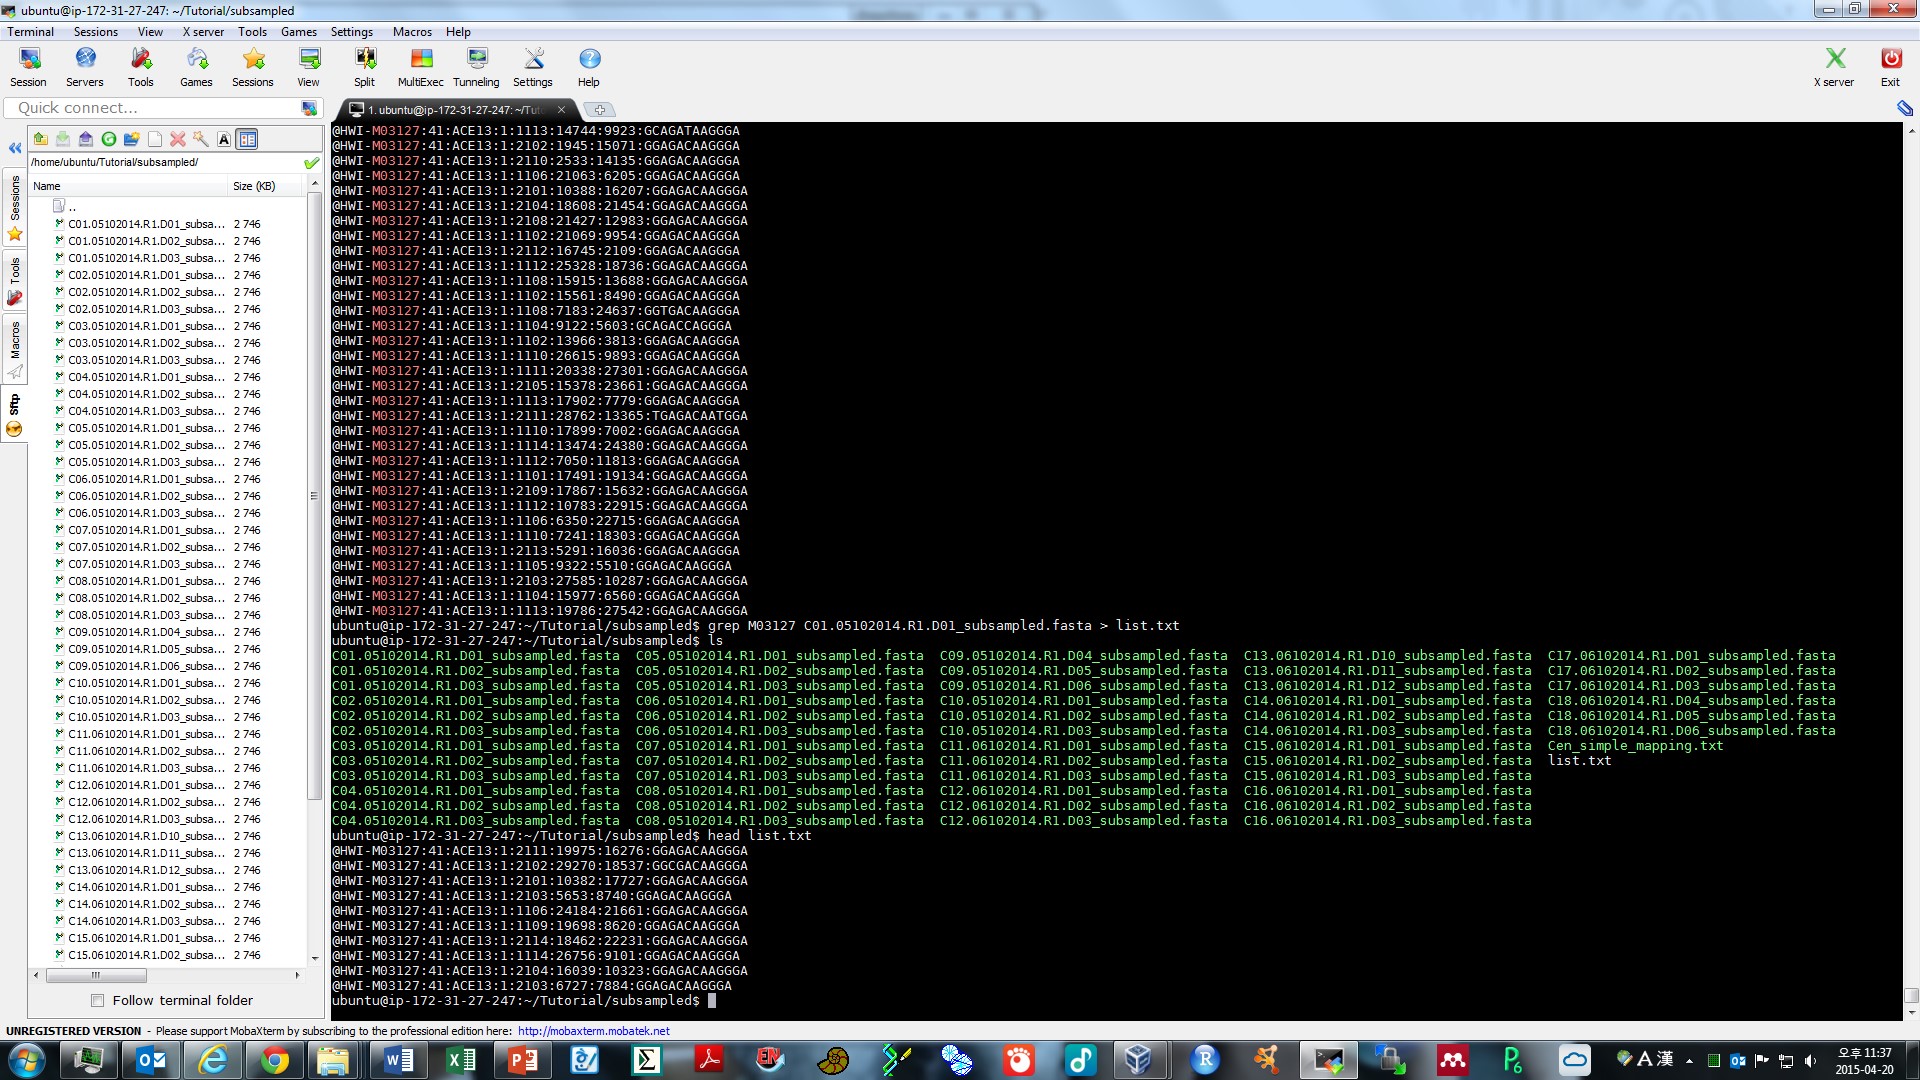 ubuntu@ip-172-31-27-247: ~/Tutorial/subsampled
Terminal Sessions View X server Tools Games Settings Macros Help
Session Servers Tools Games Sessions View Split MultiExec Tunneling Settings Help X server Exit
Quick connect...
1. ubuntu@ip-172-31-27-247: ~/Tut
/home/ubuntu/Tutorial/subsampled/
Name Size (KB)
..
C01.05102014.R1.D01_subsa... 2 746
C01.05102014.R1.D02_subsa... 2 746
C01.05102014.R1.D03_subsa... 2 746
C02.05102014.R1.D01_subsa... 2 746
C02.05102014.R1.D02_subsa... 2 746
C02.05102014.R1.D03_subsa... 2 746
C03.05102014.R1.D01_subsa... 2 746
C03.05102014.R1.D02_subsa... 2 746
C03.05102014.R1.D03_subsa... 2 746
C04.05102014.R1.D01_subsa... 2 746
C04.05102014.R1.D02_subsa... 2 746
C04.05102014.R1.D03_subsa... 2 746
C05.05102014.R1.D01_subsa... 2 746
C05.05102014.R1.D02_subsa... 2 746
C05.05102014.R1.D03_subsa... 2 746
C06.05102014.R1.D01_subsa... 2 746
C06.05102014.R1.D02_subsa... 2 746
C06.05102014.R1.D03_subsa... 2 746
C07.05102014.R1.D01_subsa... 2 746
C07.05102014.R1.D02_subsa... 2 746
C07.05102014.R1.D03_subsa... 2 746
C08.05102014.R1.D01_subsa... 2 746
C08.05102014.R1.D02_subsa... 2 746
C08.05102014.R1.D03_subsa... 2 746
C09.05102014.R1.D04_subsa... 2 746
C09.05102014.R1.D05_subsa... 2 746
C09.05102014.R1.D06_subsa... 2 746
C10.05102014.R1.D01_subsa... 2 746
C10.05102014.R1.D02_subsa... 2 746
C10.05102014.R1.D03_subsa... 2 746
C11.06102014.R1.D01_subsa... 2 746
C11.06102014.R1.D02_subsa... 2 746
C11.06102014.R1.D03_subsa... 2 746
C12.06102014.R1.D01_subsa... 2 746
C12.06102014.R1.D02_subsa... 2 746
C12.06102014.R1.D03_subsa... 2 746
C13.06102014.R1.D10_subsa... 2 746
C13.06102014.R1.D11_subsa... 2 746
C13.06102014.R1.D12_subsa... 2 746
C14.06102014.R1.D01_subsa... 2 746
C14.06102014.R1.D02_subsa... 2 746
C14.06102014.R1.D03_subsa... 2 746
C15.06102014.R1.D01_subsa... 2 746
C15.06102014.R1.D02_subsa... 2 746
Follow terminal folder
Sessions
Tools
Macros
Sftp
@HWI-M03127:41:ACE13:1:1113:14744:9923:GCAGATAAGGGA
@HWI-M03127:41:ACE13:1:2102:1945:15071:GGAGACAAGGGA
@HWI-M03127:41:ACE13:1:2110:2533:14135:GGAGACAAGGGA
@HWI-M03127:41:ACE13:1:1106:21063:6205:GGAGACAAGGGA
@HWI-M03127:41:ACE13:1:2101:10388:16207:GGAGACAAGGGA
@HWI-M03127:41:ACE13:1:2104:18608:21454:GGAGACAAGGGA
@HWI-M03127:41:ACE13:1:2108:21427:12983:GGAGACAAGGGA
@HWI-M03127:41:ACE13:1:1102:21069:9954:GGAGACAAGGGA
@HWI-M03127:41:ACE13:1:2112:16745:2109:GGAGACAAGGGA
@HWI-M03127:41:ACE13:1:1112:25328:18736:GGAGACAAGGGA
@HWI-M03127:41:ACE13:1:1108:15915:13688:GGAGACAAGGGA
@HWI-M03127:41:ACE13:1:1102:15561:8490:GGAGACAAGGGA
@HWI-M03127:41:ACE13:1:1108:7183:24637:GGTGACAAGGGA
@HWI-M03127:41:ACE13:1:1104:9122:5603:GCAGACCAGGGA
@HWI-M03127:41:ACE13:1:1102:13966:3813:GGAGACAAGGGA
@HWI-M03127:41:ACE13:1:1110:26615:9893:GGAGACAAGGGA
@HWI-M03127:41:ACE13:1:1111:20338:27301:GGAGACAAGGGA
@HWI-M03127:41:ACE13:1:2105:15378:23661:GGAGACAAGGGA
@HWI-M03127:41:ACE13:1:1113:17902:7779:GGAGACAAGGGA
@HWI-M03127:41:ACE13:1:2111:28762:13365:TGAGACAATGGA
@HWI-M03127:41:ACE13:1:1110:17899:7002:GGAGACAAGGGA
@HWI-M03127:41:ACE13:1:1114:13474:24380:GGAGACAAGGGA
@HWI-M03127:41:ACE13:1:1112:7050:11813:GGAGACAAGGGA
@HWI-M03127:41:ACE13:1:1101:17491:19134:GGAGACAAGGGA
@HWI-M03127:41:ACE13:1:2109:17867:15632:GGAGACAAGGGA
@HWI-M03127:41:ACE13:1:1112:10783:22915:GGAGACAAGGGA
@HWI-M03127:41:ACE13:1:1106:6350:22715:GGAGACAAGGGA
@HWI-M03127:41:ACE13:1:1110:7241:18303:GGAGACAAGGGA
@HWI-M03127:41:ACE13:1:2113:5291:16036:GGAGACAAGGGA
@HWI-M03127:41:ACE13:1:1105:9322:5510:GGAGACAAGGGA
@HWI-M03127:41:ACE13:1:2103:27585:10287:GGAGACAAGGGA
@HWI-M03127:41:ACE13:1:1104:15977:6560:GGAGACAAGGGA
@HWI-M03127:41:ACE13:1:1113:19786:27542:GGAGACAAGGGA
ubuntu@ip-172-31-27-247:~/Tutorial/subsampled$ grep M03127 C01.05102014.R1.D01_subsampled.fasta > list.txt
ubuntu@ip-172-31-27-247:~/Tutorial/subsampled$ ls
C01.05102014.R1.D01_subsampled.fasta C05.05102014.R1.D01_subsampled.fasta C09.05102014.R1.D04_subsampled.fasta C13.06102014.R1.D10_subsampled.fasta C17.06102014.R1.D01_subsampled.fasta
C01.05102014.R1.D02_subsampled.fasta C05.05102014.R1.D02_subsampled.fasta C09.05102014.R1.D05_subsampled.fasta C13.06102014.R1.D11_subsampled.fasta C17.06102014.R1.D02_subsampled.fasta
C01.05102014.R1.D03_subsampled.fasta C05.05102014.R1.D03_subsampled.fasta C09.05102014.R1.D06_subsampled.fasta C13.06102014.R1.D12_subsampled.fasta C17.06102014.R1.D03_subsampled.fasta
C02.05102014.R1.D01_subsampled.fasta C06.05102014.R1.D01_subsampled.fasta C10.05102014.R1.D01_subsampled.fasta C14.06102014.R1.D01_subsampled.fasta C18.06102014.R1.D04_subsampled.fasta
C02.05102014.R1.D02_subsampled.fasta C06.05102014.R1.D02_subsampled.fasta C10.05102014.R1.D02_subsampled.fasta C14.06102014.R1.D02_subsampled.fasta C18.06102014.R1.D05_subsampled.fasta
C02.05102014.R1.D03_subsampled.fasta C06.05102014.R1.D03_subsampled.fasta C10.05102014.R1.D03_subsampled.fasta C14.06102014.R1.D03_subsampled.fasta C18.06102014.R1.D06_subsampled.fasta
C03.05102014.R1.D01_subsampled.fasta C07.05102014.R1.D01_subsampled.fasta C11.06102014.R1.D01_subsampled.fasta C15.06102014.R1.D01_subsampled.fasta Cen_simple_mapping.txt
C03.05102014.R1.D02_subsampled.fasta C07.05102014.R1.D02_subsampled.fasta C11.06102014.R1.D02_subsampled.fasta C15.06102014.R1.D02_subsampled.fasta list.txt
C03.05102014.R1.D03_subsampled.fasta C07.05102014.R1.D03_subsampled.fasta C11.06102014.R1.D03_subsampled.fasta C15.06102014.R1.D03_subsampled.fasta
C04.05102014.R1.D01_subsampled.fasta C08.05102014.R1.D01_subsampled.fasta C12.06102014.R1.D01_subsampled.fasta C16.06102014.R1.D01_subsampled.fasta
C04.05102014.R1.D02_subsampled.fasta C08.05102014.R1.D02_subsampled.fasta C12.06102014.R1.D02_subsampled.fasta C16.06102014.R1.D02_subsampled.fasta
C04.05102014.R1.D03_subsampled.fasta C08.05102014.R1.D03_subsampled.fasta C12.06102014.R1.D03_subsampled.fasta C16.06102014.R1.D03_subsampled.fasta
ubuntu@ip-172-31-27-247:~/Tutorial/subsampled$ head list.txt
@HWI-M03127:41:ACE13:1:2111:19975:16276:GGAGACAAGGGA
@HWI-M03127:41:ACE13:1:2102:29270:18537:GGCGACAAGGGA
@HWI-M03127:41:ACE13:1:2101:10382:17727:GGAGACAAGGGA
@HWI-M03127:41:ACE13:1:2103:5653:8740:GGAGACAAGGGA
@HWI-M03127:41:ACE13:1:1106:24184:21661:GGAGACAAGGGA
@HWI-M03127:41:ACE13:1:1109:19698:8620:GGAGACAAGGGA
@HWI-M03127:41:ACE13:1:2114:18462:22231:GGAGACAAGGGA
@HWI-M03127:41:ACE13:1:1114:26756:9101:GGAGACAAGGGA
@HWI-M03127:41:ACE13:1:2104:16039:10323:GGAGACAAGGGA
@HWI-M03127:41:ACE13:1:2103:6727:7884:GGAGACAAGGGA
ubuntu@ip-172-31-27-247:~/Tutorial/subsampled$
UNREGISTERED VERSION - Please support MobaXterm by subscribing to the professional edition here: http://mobaxterm.mobatek.net
A 漢
오후 11:37
2015-04-20